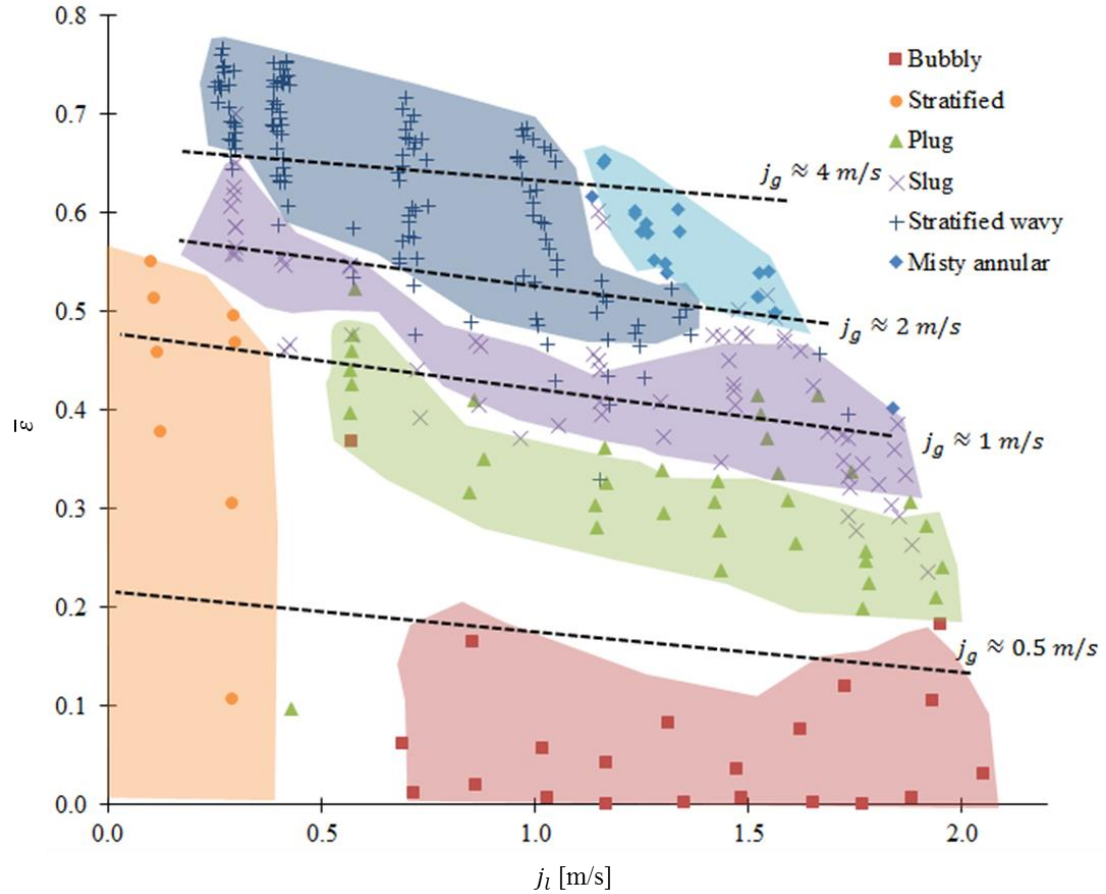 0.8
0.7
0.6
0.5
0.4
0.3
0.2
0.1
0.0
ε̅
0.0 0.5 1.0 1.5 2.0
j_l [m/s]
Bubbly
Stratified
Plug
Slug
Stratified wavy
Misty annular
j_g ≈ 4 m/s
j_g ≈ 2 m/s
j_g ≈ 1 m/s
j_g ≈ 0.5 m/s